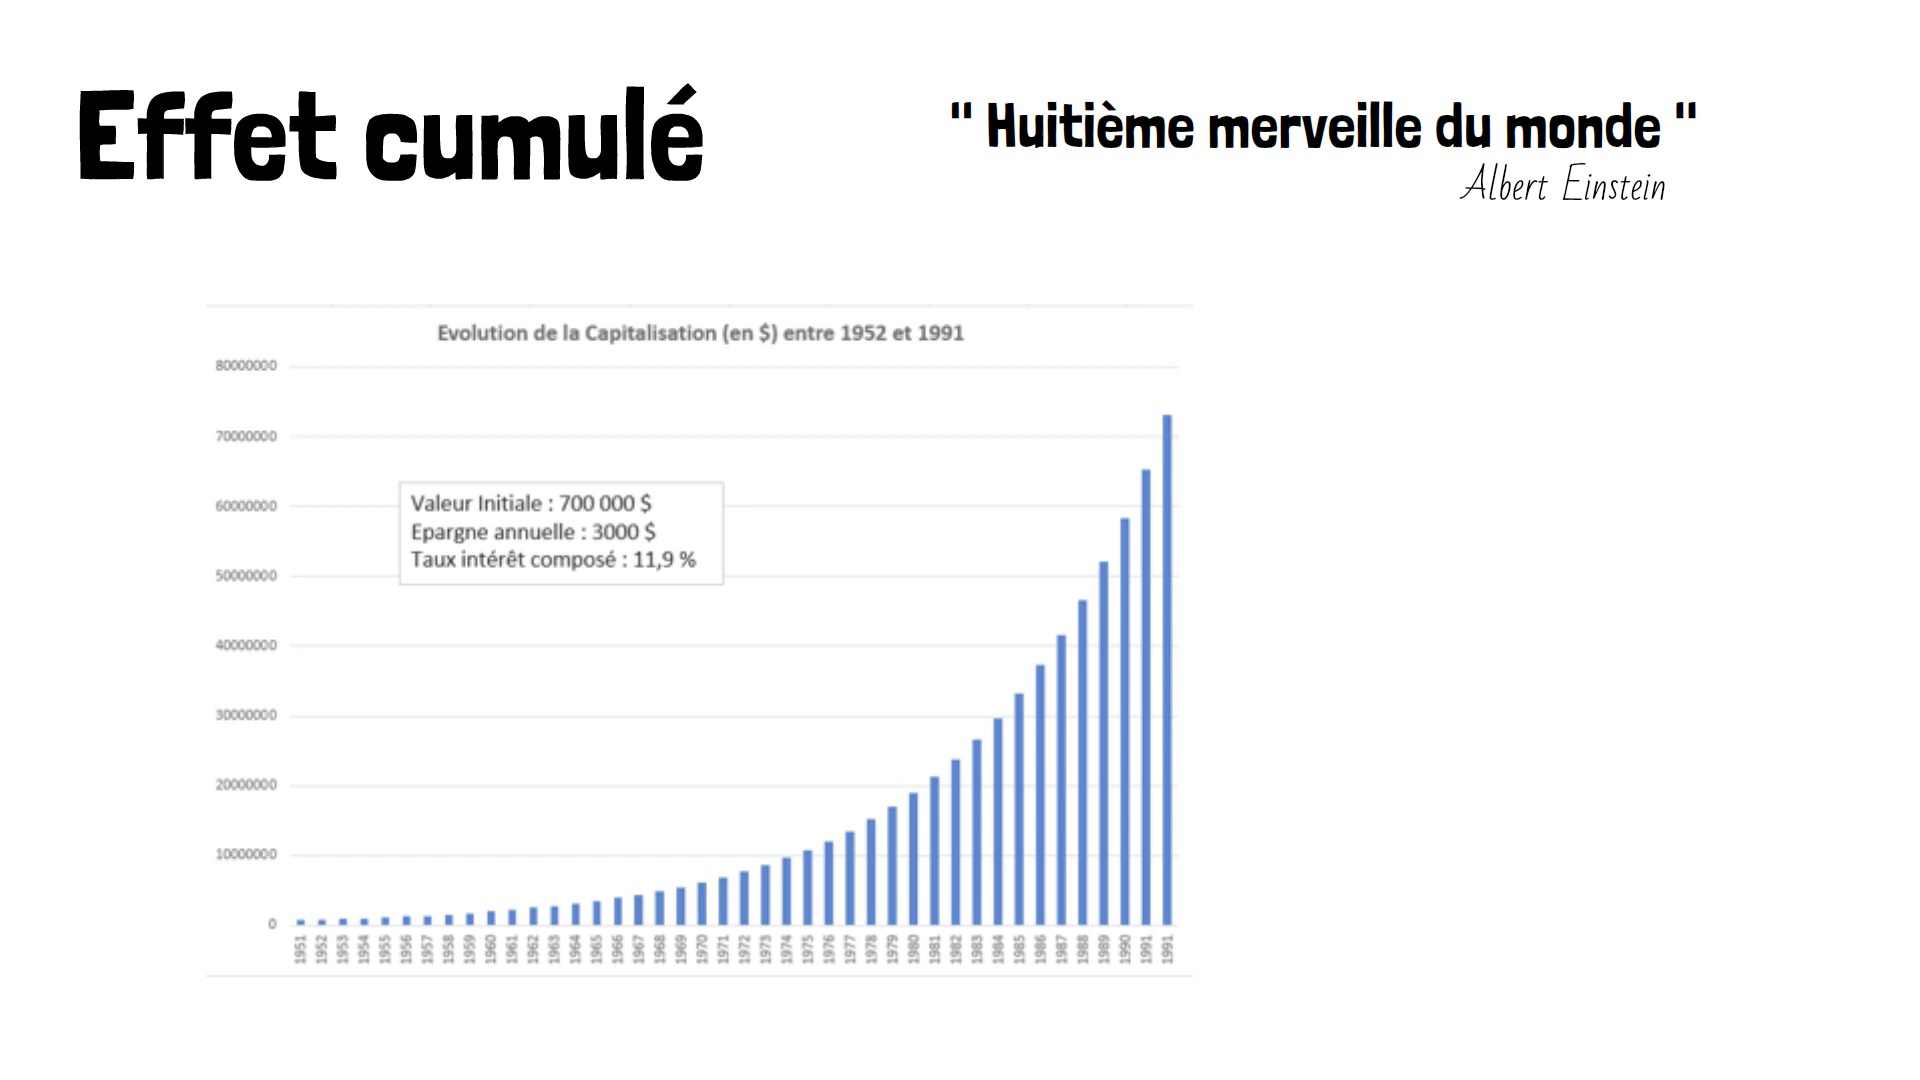 Effet cumulé
" Huitième merveille du monde "
Albert Einstein
Evolution de la Capitalisation (en $) entre 1952 et 1991
80000000
70000000
60000000
50000000
40000000
30000000
20000000
10000000
0
Valeur Initiale : 700 000 $
Epargne annuelle : 3000 $
Taux intérêt composé : 11,9 %
1951 1952 1953 1954 1955 1956 1957 1958 1959 1960 1961 1962 1963 1964 1965 1966 1967 1968 1969 1970 1971 1972 1973 1974 1975 1976 1977 1978 1979 1980 1981 1982 1983 1984 1985 1986 1987 1988 1989 1990 1991 1991